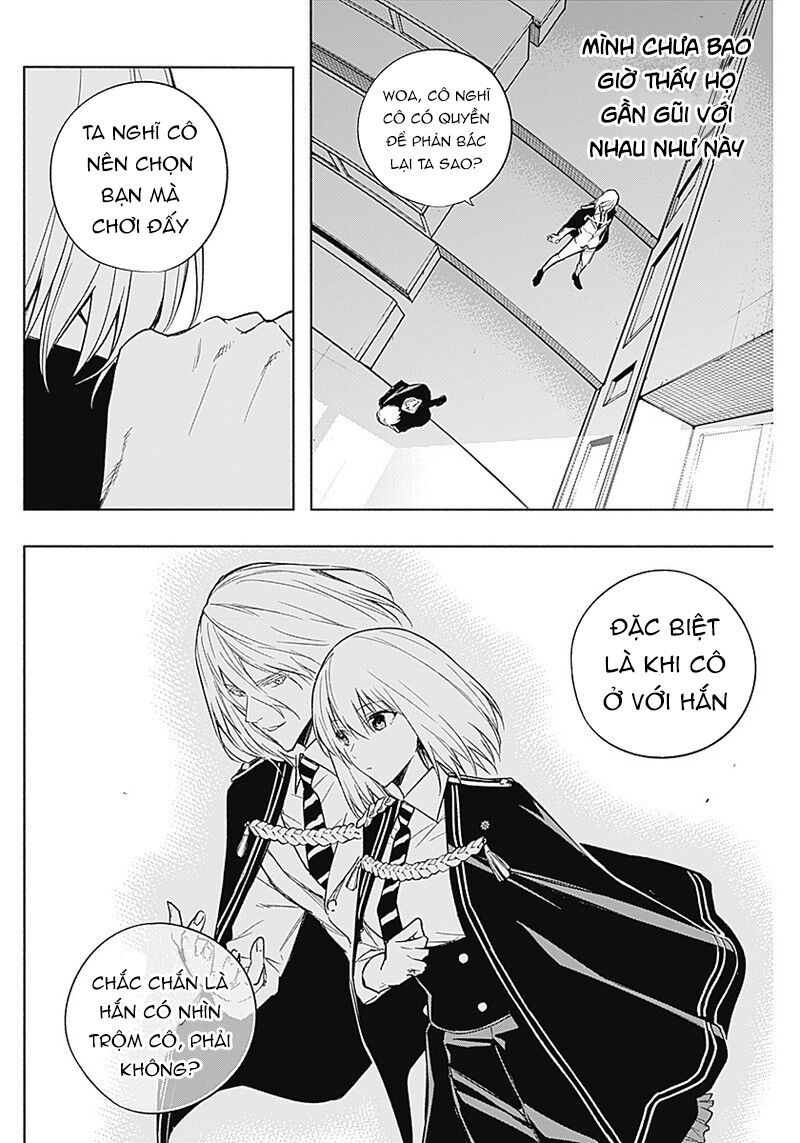 MÌNH CHƯA BAO
GIỜ THẤY HỌ
GẦN GŨI VỚI
NHAU NHƯ NÀY
WOA, CÔ NGHĨ
CÔ CÓ QUYỀN
ĐỂ PHẢN BÁC
LẠI TA SAO?
TA NGHĨ CÔ
NÊN CHỌN
BẠN MÀ
CHƠI ĐẤY
ĐẶC BIỆT
LÀ KHI CÔ
Ở VỚI HẮN
CHẮC CHẮN LÀ
HẮN CÓ NHÌN
TRỘM CÔ, PHẢI
KHÔNG?